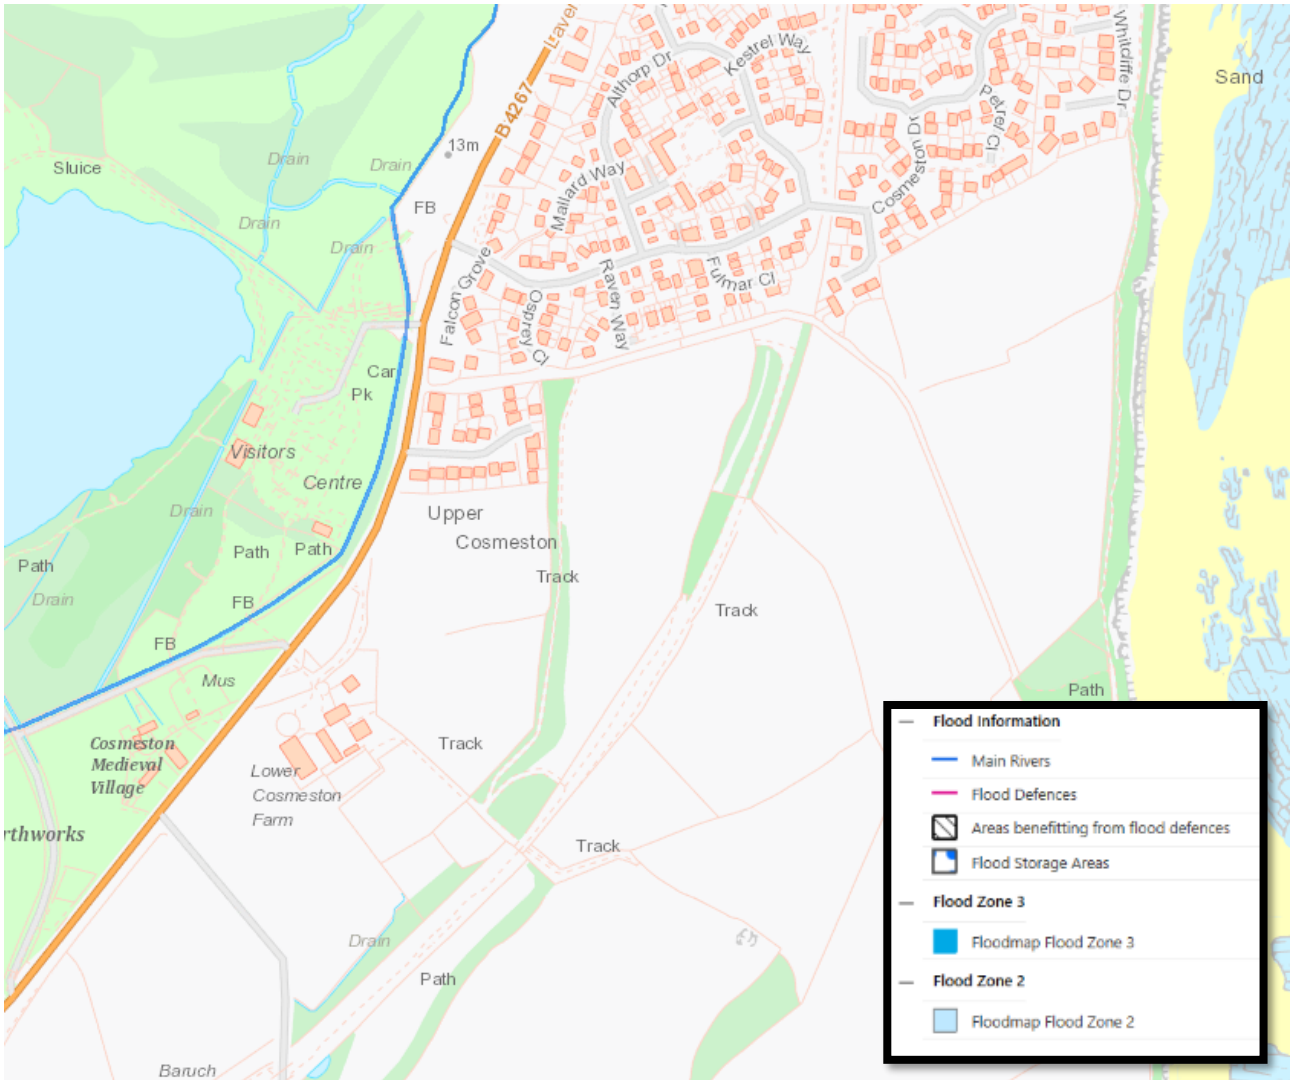 Laver
B4267
Althorp Dr
Kestrel Way
Whitcliffe Dr
Sand
Petrel Cl
13m
Drain
Drain
Sluice
Cosmeston Dr
Mallard Way
FB
Drain
Drain
Falcon Grove
Raven Way
Fulmar Cl
Osprey
Cl
Car
Pk
Visitors
Centre
Drain
Upper
Cosmeston
Path
Path
Path
Track
Drain
FB
Track
FB
Mus
Path
Cosmeston
Medieval
Village
Track
Lower
Cosmeston
Farm
rthworks
Track
Drain
Path
Baruch
Flood Information
Main Rivers
Flood Defences
Areas benefitting from flood defences
Flood Storage Areas
Flood Zone 3
Floodmap Flood Zone 3
Flood Zone 2
Floodmap Flood Zone 2